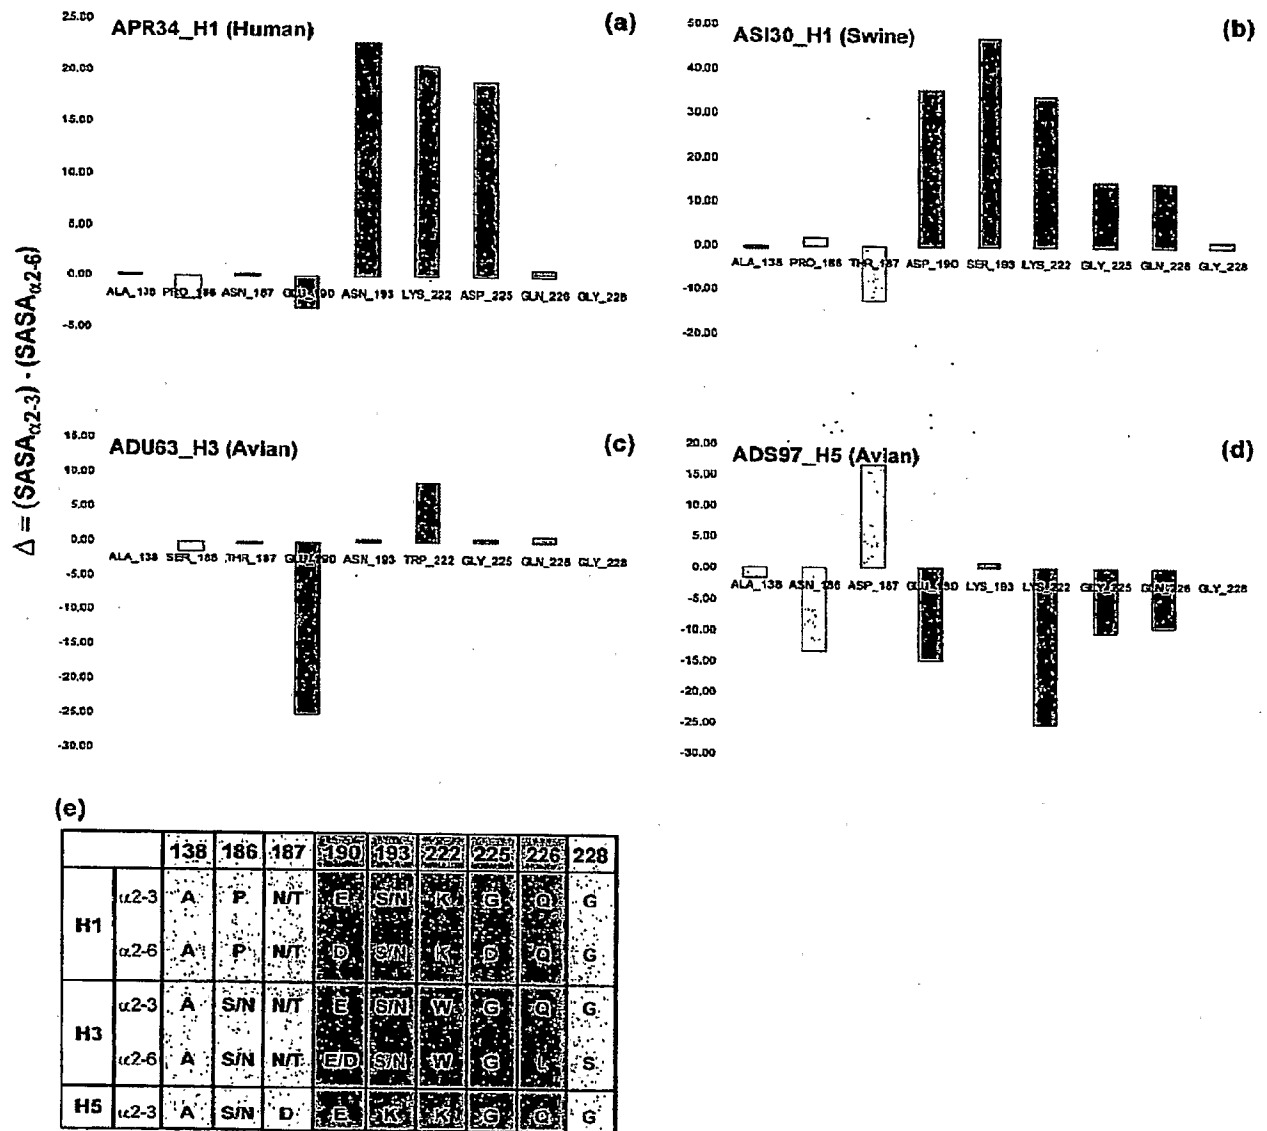 Δ = (SASAα2-3) - (SASAα2-6)
APR34_H1 (Human)
(a)
25.00
20.00
15.00
10.00
5.00
0.00
-5.00
ALA_138 PRO_186 ASN_187 GLU_190 ASN_193 LYS_222 ASP_225 GLN_226 GLY_228
ASI30_H1 (Swine)
(b)
50.00
40.00
30.00
20.00
10.00
0.00
-10.00
-20.00
ALA_138 PRO_186 THR_187 ASP_190 SER_193 LYS_222 GLY_225 GLN_226 GLY_228
ADU63_H3 (Avian)
(c)
15.00
10.00
5.00
0.00
-5.00
-10.00
-15.00
-20.00
-25.00
-30.00
ALA_138 SER_186 THR_187 GLU_190 ASN_193 TRP_222 GLY_225 GLN_226 GLY_228
ADS97_H5 (Avian)
(d)
20.00
15.00
10.00
5.00
0.00
-5.00
-10.00
-15.00
-20.00
-25.00
-30.00
ALA_138 ASN_186 ASP_187 GLU_190 LYS_193 LYS_222 GLY_225 GLN_226 GLY_228
(e)
138 186 187 190 193 222 225 226 228
H1 α2-3 A P N/T E S/N K G Q G
α2-6 A P N/T D S/N K D Q G
H3 α2-3 A S/N N/T E S/N W G Q G
α2-6 A S/N N/T E/D S/N W G L S
H5 α2-3 A S/N D E K K G Q G